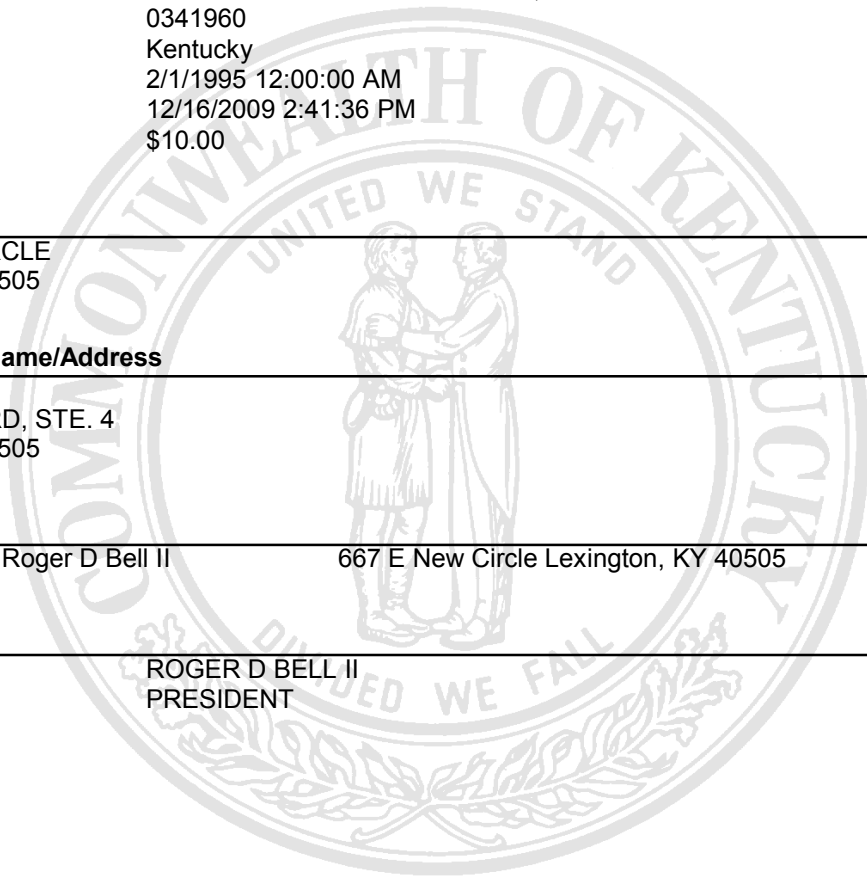 0341960
Kentucky
2/1/1995 12:00:00 AM
12/16/2009 2:41:36 PM
$10.00
COMMONWEALTH OF KENTUCKY
UNITED WE STAND
CLE
505
ame/Address
D, STE. 4
505
Roger D Bell II 667 E New Circle Lexington, KY 40505
ROGER D BELL II
PRESIDENT
DIVIDED WE FALL